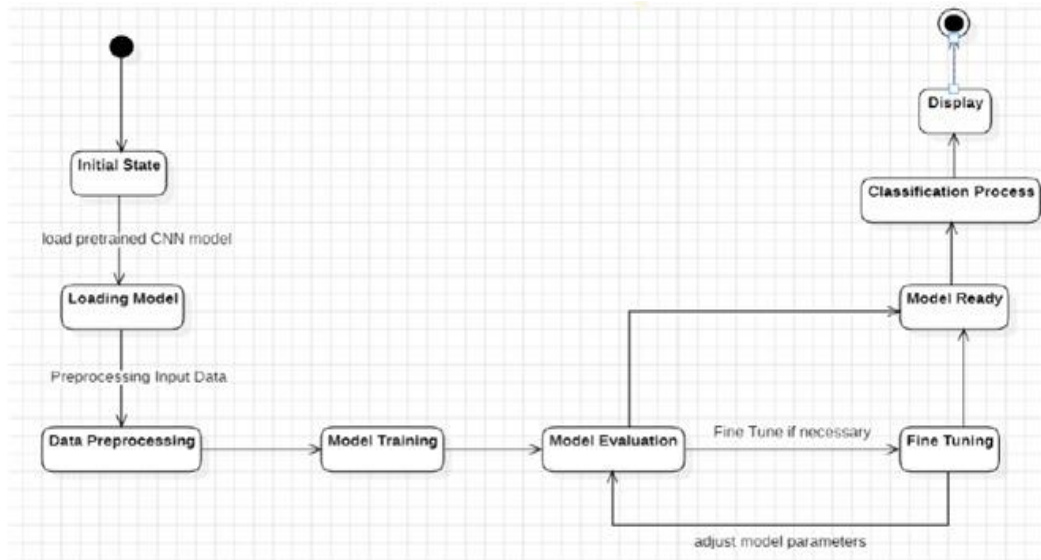 Initial State
load pretrained CNN model
Loading Model
Preprocessing Input Data
Data Preprocessing
Model Training
Model Evaluation
Fine Tune if necessary
Fine Tuning
adjust model parameters
Model Ready
Classification Process
Display